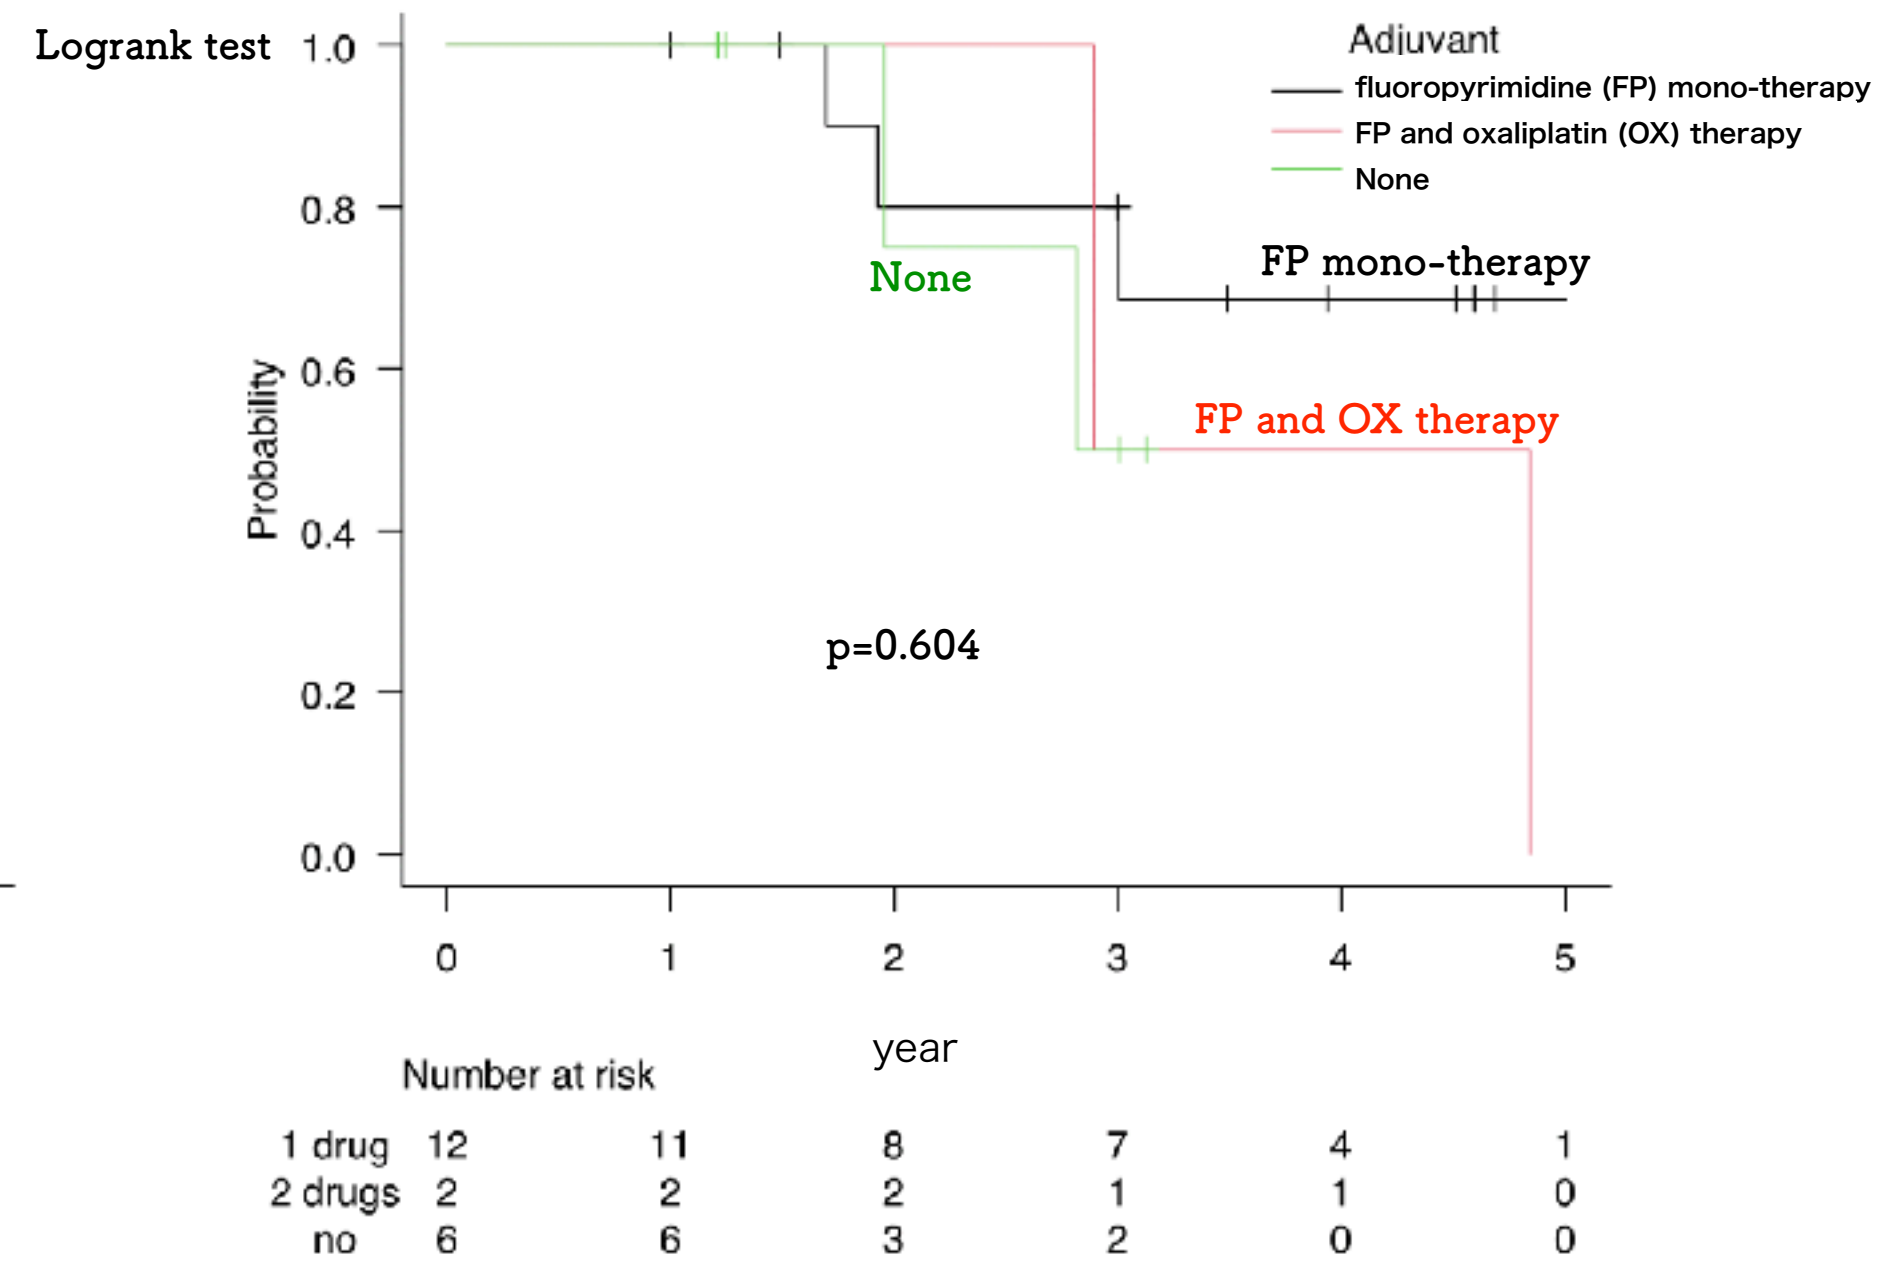 Logrank test
Adjuvant
fluoropyrimidine (FP) mono-therapy
FP and oxaliplatin (OX) therapy
None
1.0
0.8
0.6
0.4
0.2
0.0
Probability
FP mono-therapy
None
FP and OX therapy
p=0.604
0 1 2 3 4 5
year
Number at risk
1 drug 12 11 8 7 4 1
2 drugs 2 2 2 1 1 0
no 6 6 3 2 0 0